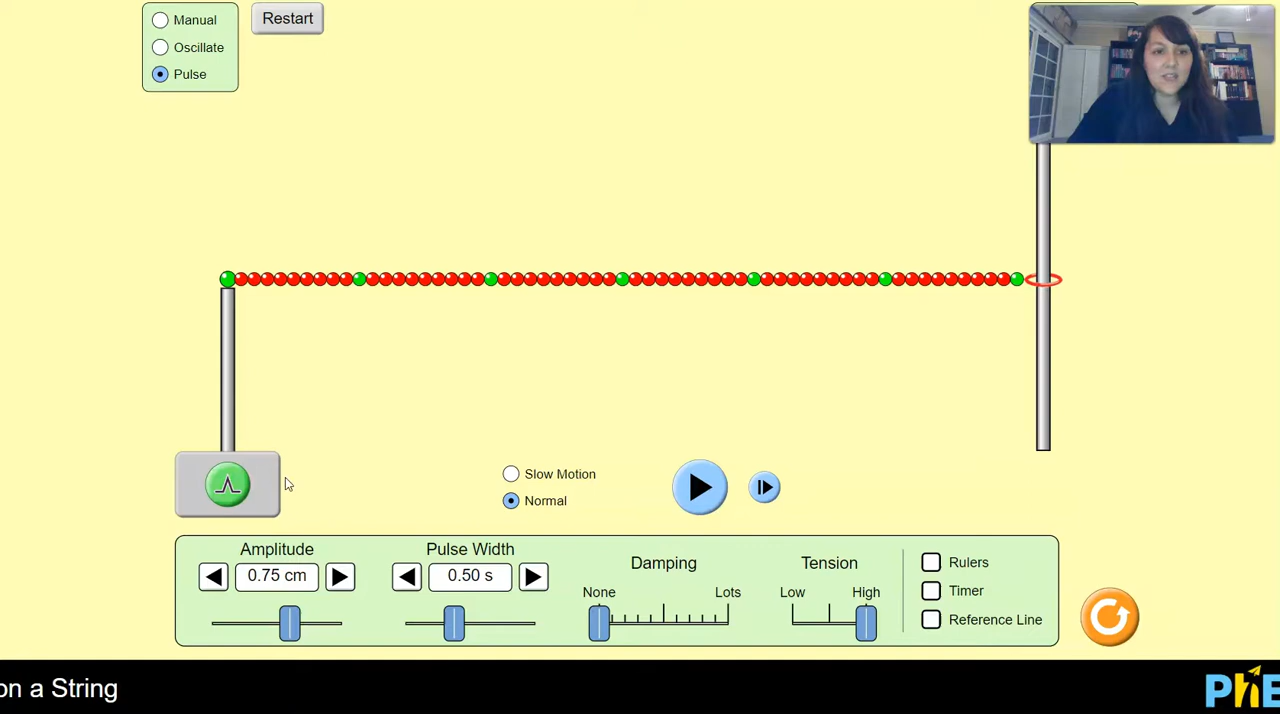 Manual
Restart
Oscillate
Pulse
Slow Motion
Normal
Amplitude
Pulse Width
Damping
Tension
Rulers
0.75 cm
0.50 s
None
Lots
Low
High
Timer
Reference Line
on a String
PhE